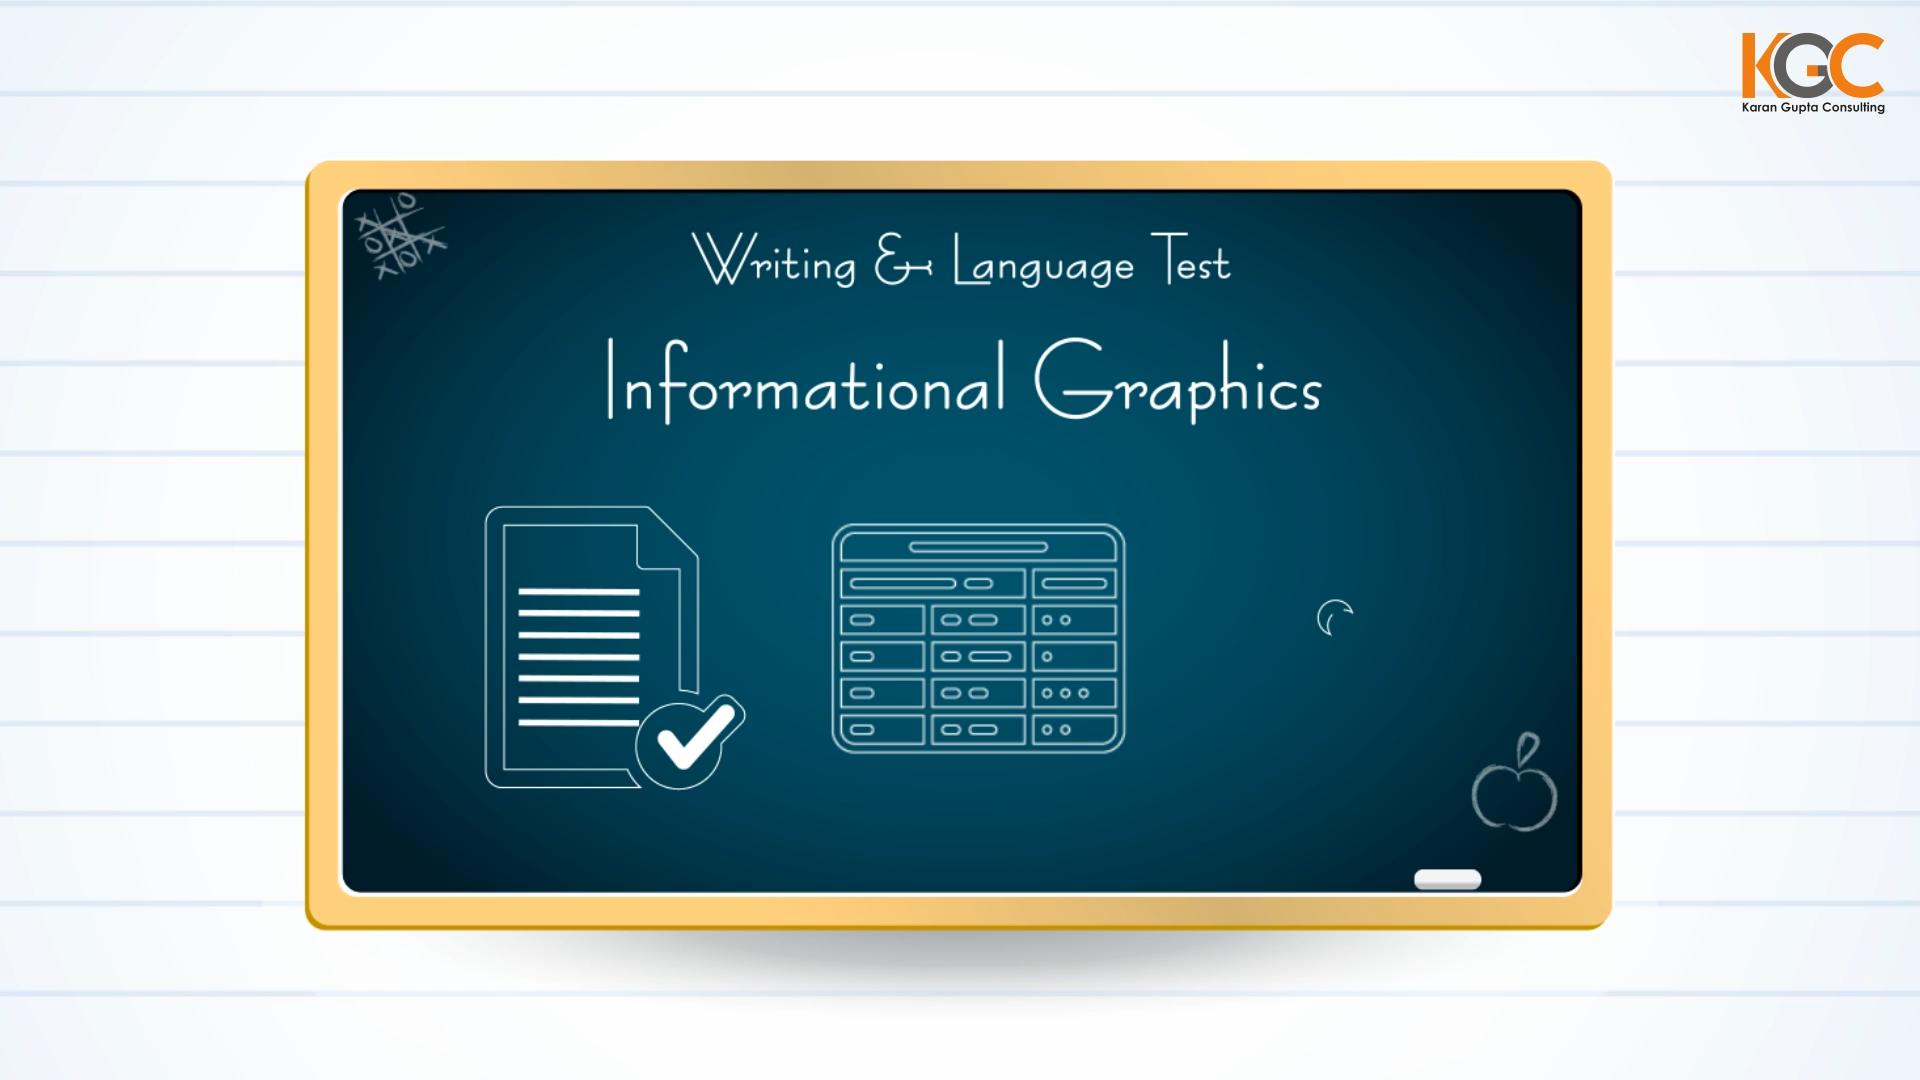 KGC
Karan Gupta Consulting
Writing & Language Test
Informational Graphics